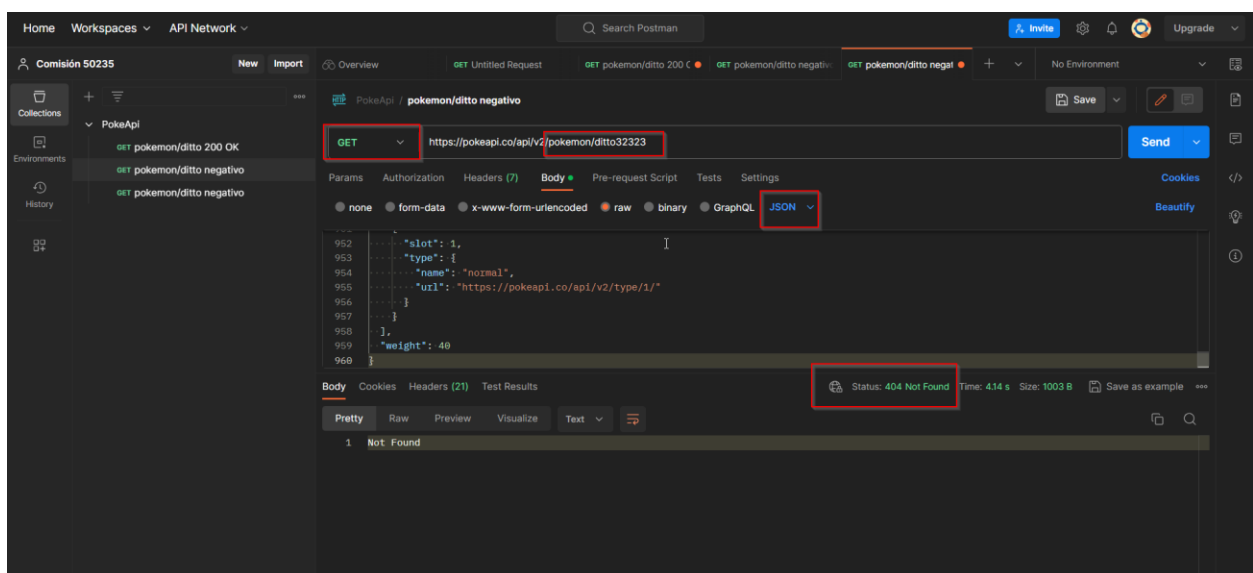 Home Workspaces API Network Search Postman Invite Upgrade
Comisión 50235 New Import Overview GET Untitled Request GET pokemon/ditto 200 GET pokemon/ditto negativo GET pokemon/ditto negat No Environment
Collections
Environments
History
PokeApi
GET pokemon/ditto 200 OK
GET pokemon/ditto negativo
GET pokemon/ditto negativo
HTTP PokeApi / pokemon/ditto negativo Save
GET https://pokeapi.co/api/v2/pokemon/ditto32323 Send
Params Authorization Headers (7) Body Pre-request Script Tests Settings Cookies
none form-data x-www-form-urlencoded raw binary GraphQL JSON Beautify
952 "slot": 1,
953 "type": {
954 "name": "normal",
955 "url": "https://pokeapi.co/api/v2/type/1/"
956 }
957 }
958 ],
959 "weight": 40
960 }
Body Cookies Headers (21) Test Results Status: 404 Not Found Time: 4.14 s Size: 1003 B Save as example
Pretty Raw Preview Visualize Text
1 Not Found